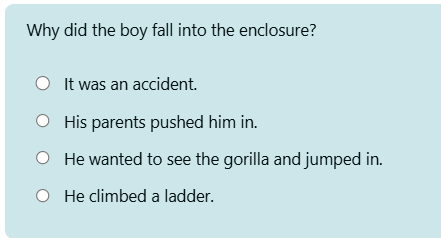 Why did the boy fall into the enclosure?
It was an accident.
His parents pushed him in.
He wanted to see the gorilla and jumped in.
He climbed a ladder.